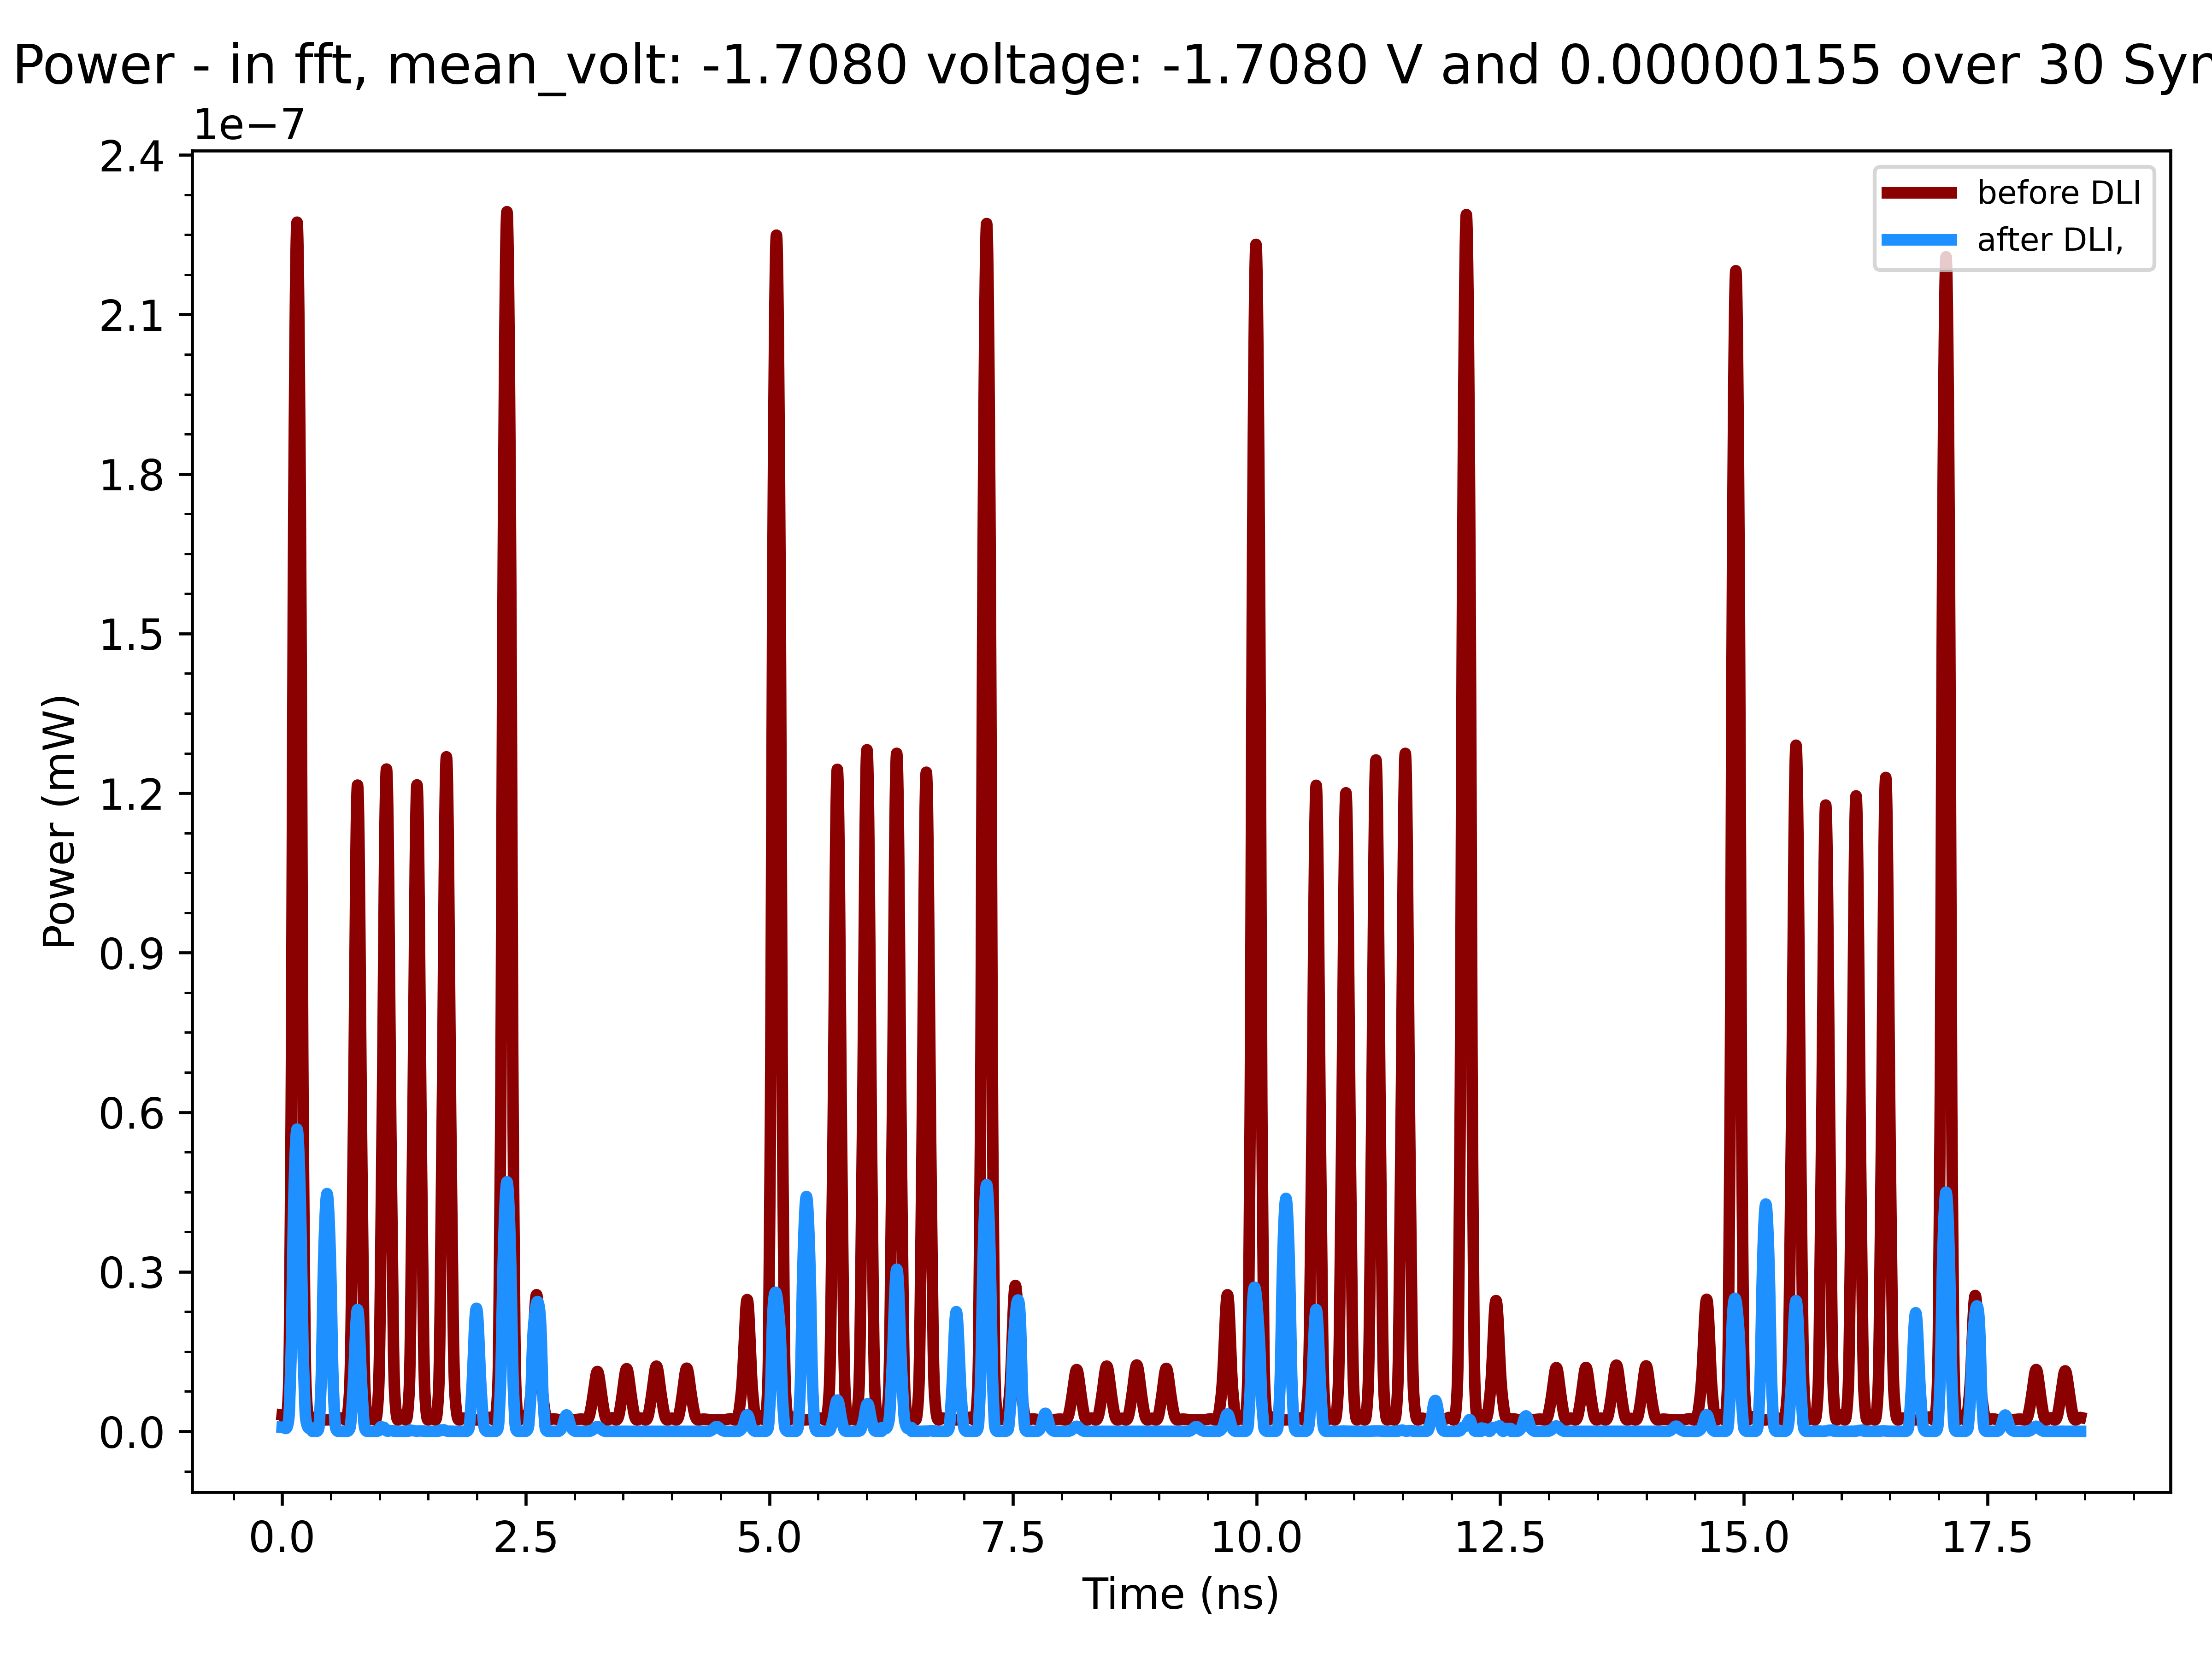 Power - in fft, mean_volt: -1.7080 voltage: -1.7080 V and 0.00000155 over 30 Sy
1e−7
2.4
2.1
1.8
1.5
1.2
0.9
0.6
0.3
0.0
Power (mW)
before DLI
after DLI,
0.0 2.5 5.0 7.5 10.0 12.5 15.0 17.5
Time (ns)